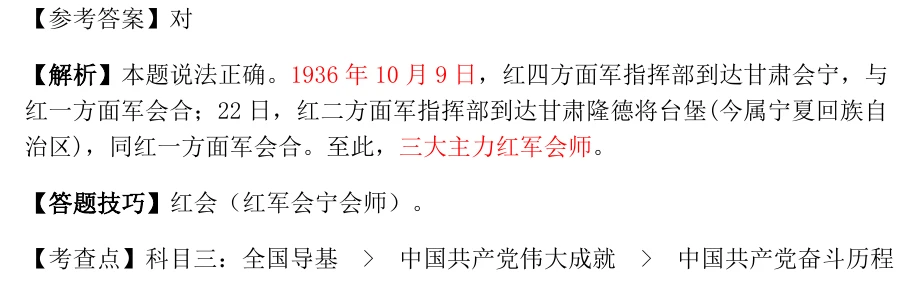 【参考答案】对
【解析】本题说法正确。1936 年 10 月 9 日，红四方面军指挥部到达甘肃会宁，与
红一方面军会合；22 日，红二方面军指挥部到达甘肃隆德将台堡(今属宁夏回族自
治区)，同红一方面军会合。至此，三大主力红军会师。
【答题技巧】红会（红军会宁会师）。
【考查点】科目三：全国导基 > 中国共产党伟大成就 > 中国共产党奋斗历程